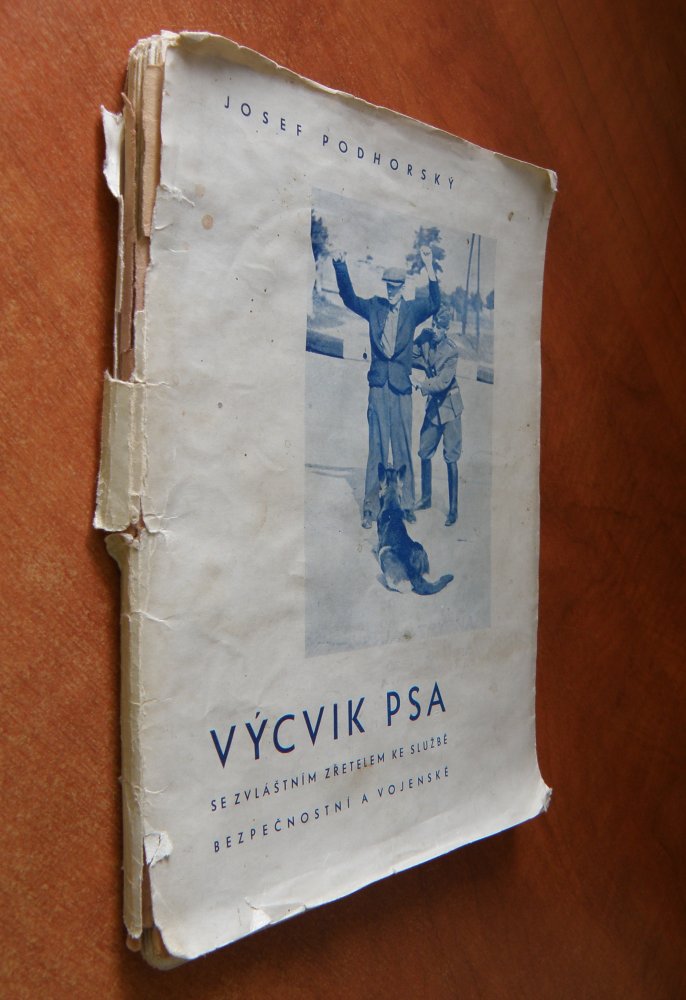 JOSEF PODHORSKÝ
VÝCVIK PSA
SE ZVLÁŠTNÍM ZŘETELEM KE SLUŽBĚ
BEZPEČNOSTNÍ A VOJENSKÉ